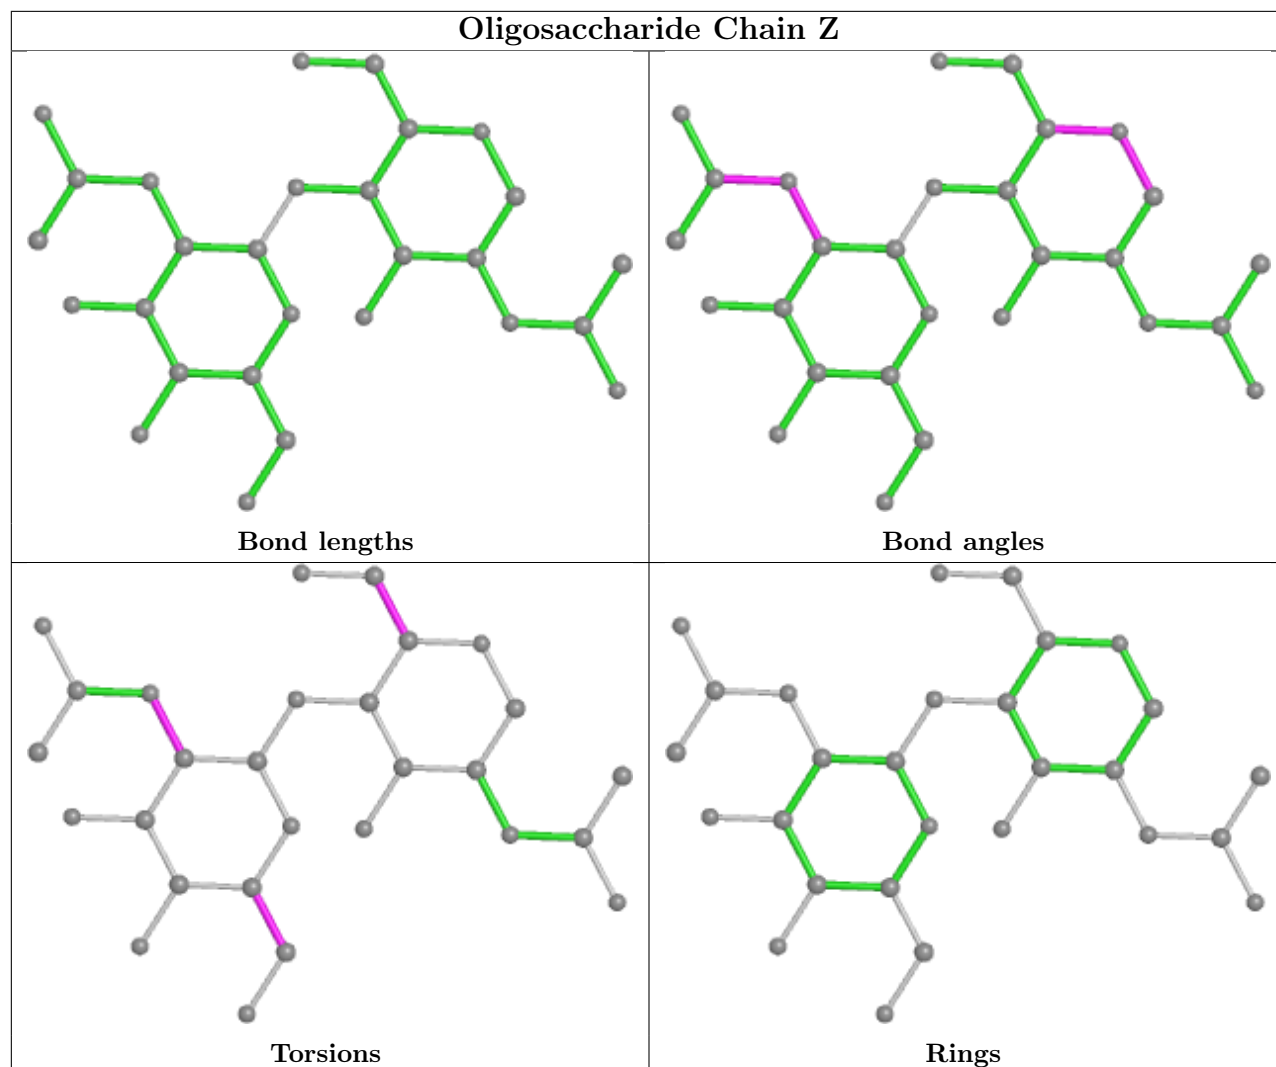 Oligosaccharide Chain Z
Bond lengths
Bond angles
Torsions
Rings